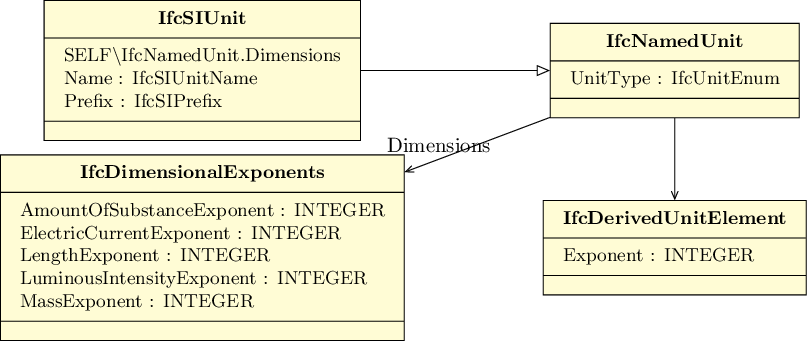 IfcSIUnit
SELF\IfcNamedUnit.Dimensions
Name : IfcSIUnitName
Prefix : IfcSIPrefix
IfcNamedUnit
UnitType : IfcUnitEnum
Dimensions
IfcDimensionalExponents
AmountOfSubstanceExponent : INTEGER
ElectricCurrentExponent : INTEGER
LengthExponent : INTEGER
LuminousIntensityExponent : INTEGER
MassExponent : INTEGER
IfcDerivedUnitElement
Exponent : INTEGER